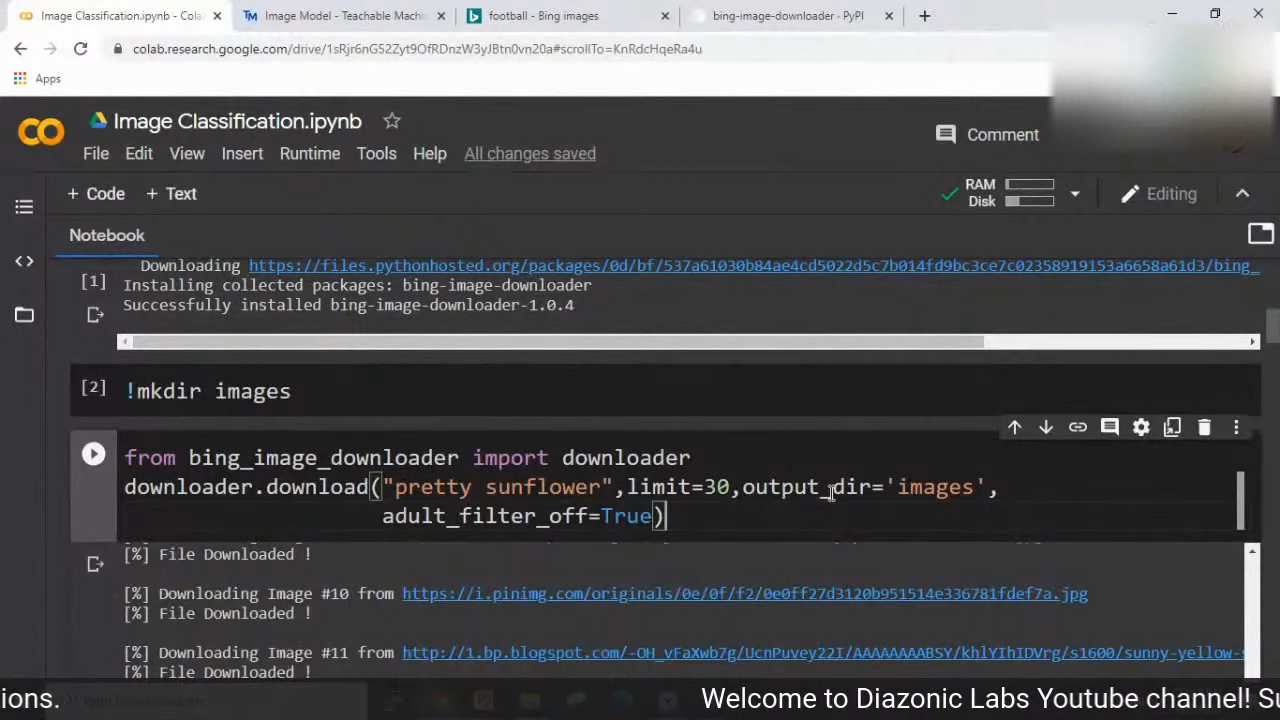 Image Classification.ipynb - Cola
Image Model - Teachable Machi
football - Bing images
bing-image-downloader · PyPI
colab.research.google.com/drive/1sRjr6nG52Zyt9OfRDnzW3yJBtn0vn20a#scrollTo=KnRdcHqeRa4u
Apps
Image Classification.ipynb
Comment
File Edit View Insert Runtime Tools Help All changes saved
+ Code + Text
RAM
Disk
Editing
Notebook
Downloading https://files.pythonhosted.org/packages/0d/bf/537a61030b84ae4cd5022d5c7b014fd9bc3ce7c02358919153a6658a61d3/bing_
[1] Installing collected packages: bing-image-downloader
Successfully installed bing-image-downloader-1.0.4
[2] !mkdir images
from bing_image_downloader import downloader
downloader.download("pretty sunflower",limit=30,output_dir='images',
adult_filter_off=True)
[%] File Downloaded !
[%] Downloading Image #10 from https://i.pinimg.com/originals/0e/0f/f2/0e0ff27d3120b951514e336781fdef7a.jpg
[%] File Downloaded !
[%] Downloading Image #11 from http://1.bp.blogspot.com/-OH_vFaXwb7g/UcnPuvey22I/AAAAAAAABSY/khlYIhIDVrg/s1600/sunny-yellow-s
[%] File Downloaded !
ions. Welcome to Diazonic Labs Youtube channel! Su